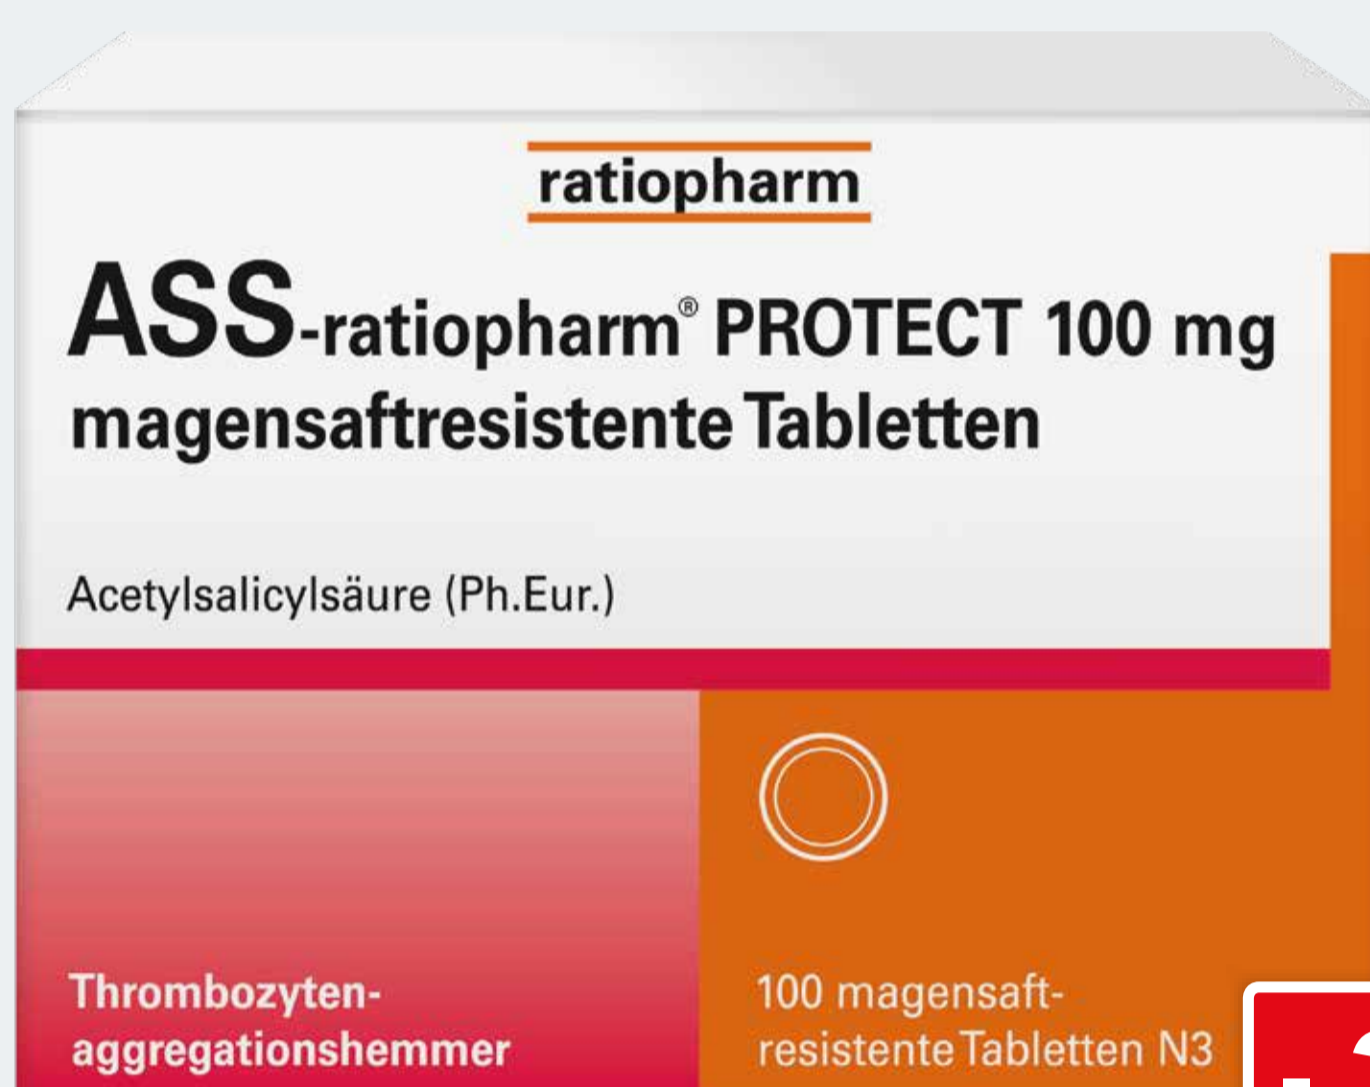 ratiopharm
ASS-ratiopharm® PROTECT 100 mg
magensaftresistente Tabletten
Acetylsalicylsäure (Ph.Eur.)
Thrombozyten-
aggregationshemmer
100 magensaft-
resistente Tabletten N3